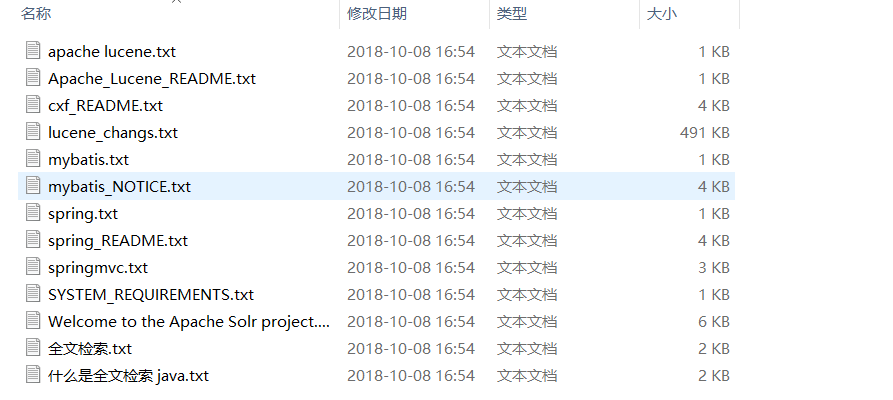 名称 修改日期 类型 大小
apache lucene.txt 2018-10-08 16:54 文本文档 1 KB
Apache_Lucene_README.txt 2018-10-08 16:54 文本文档 1 KB
cxf_README.txt 2018-10-08 16:54 文本文档 4 KB
lucene_changs.txt 2018-10-08 16:54 文本文档 491 KB
mybatis.txt 2018-10-08 16:54 文本文档 1 KB
mybatis_NOTICE.txt 2018-10-08 16:54 文本文档 4 KB
spring.txt 2018-10-08 16:54 文本文档 1 KB
spring_README.txt 2018-10-08 16:54 文本文档 4 KB
springmvc.txt 2018-10-08 16:54 文本文档 3 KB
SYSTEM_REQUIREMENTS.txt 2018-10-08 16:54 文本文档 1 KB
Welcome to the Apache Solr project.... 2018-10-08 16:54 文本文档 6 KB
全文检索.txt 2018-10-08 16:54 文本文档 2 KB
什么是全文检索 java.txt 2018-10-08 16:54 文本文档 2 KB